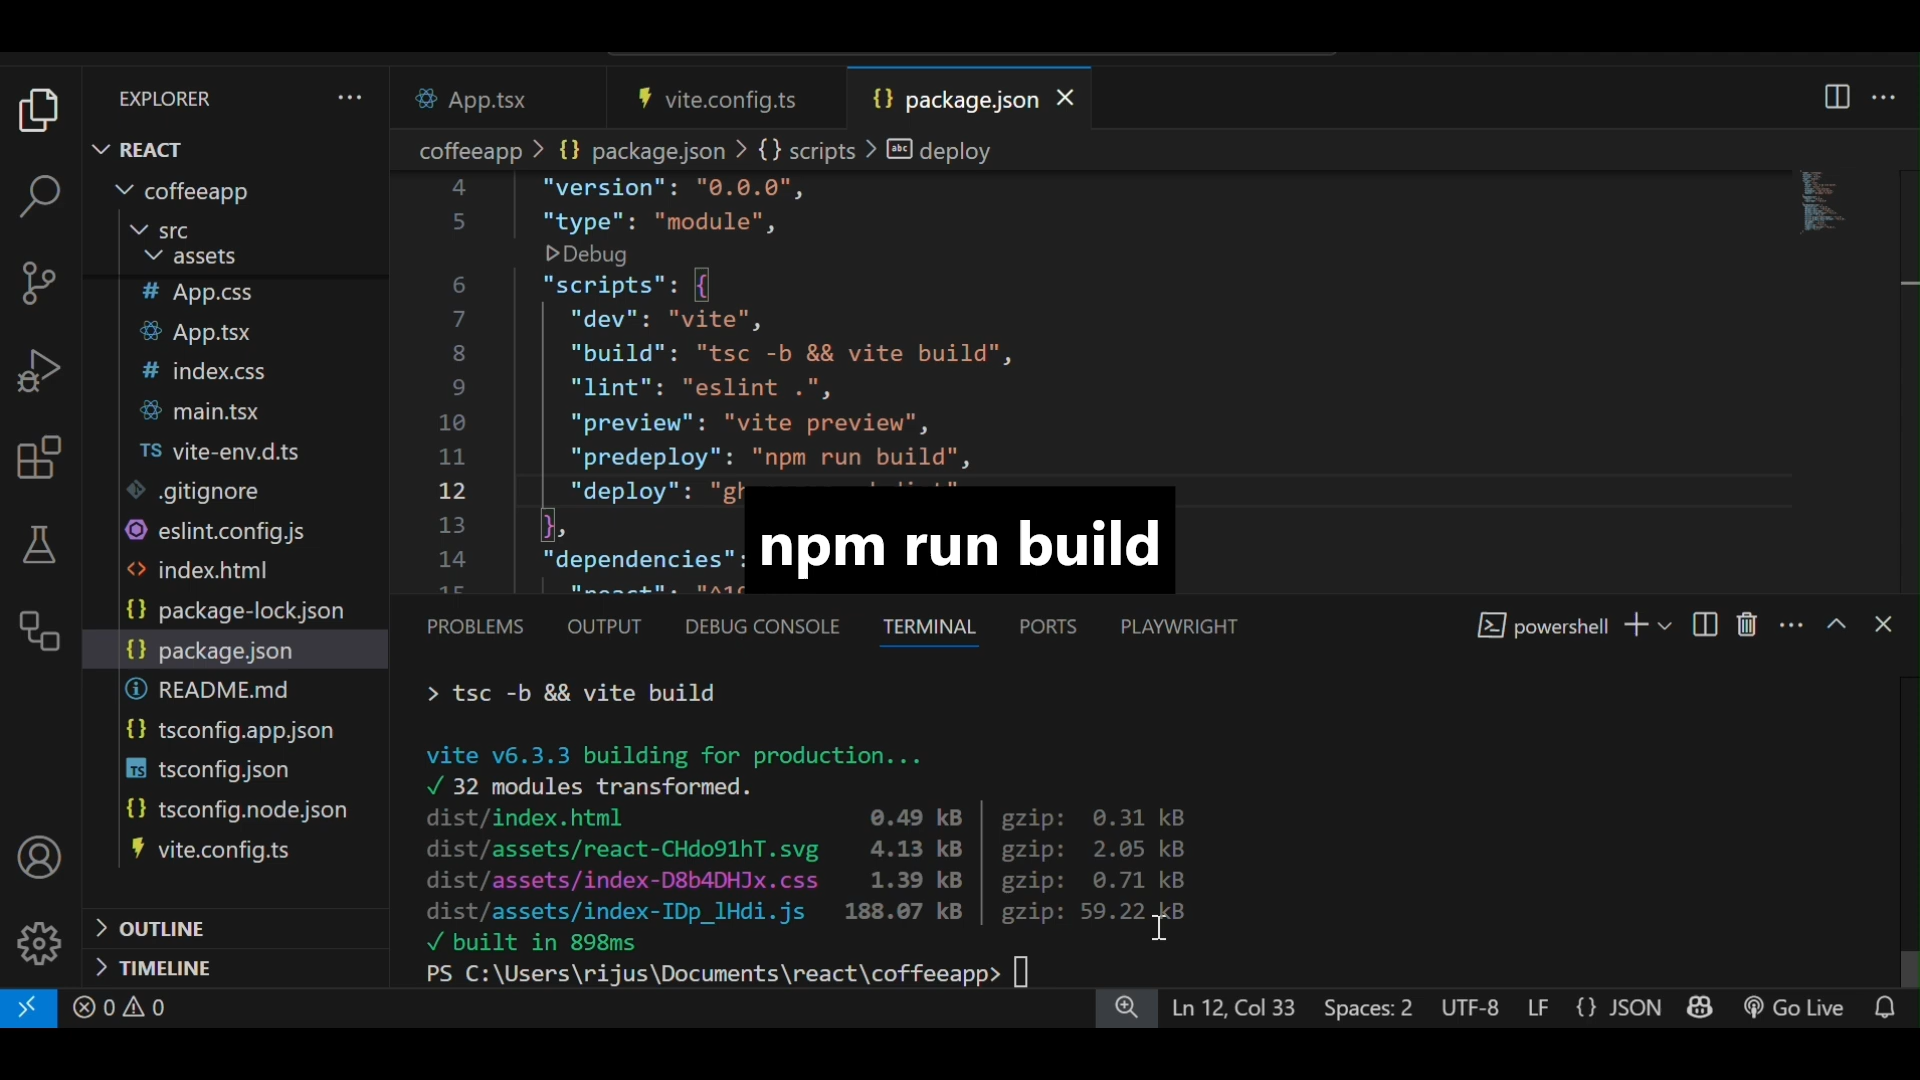 EXPLORER
REACT
coffeeapp
src
assets
# App.css
App.tsx
# index.css
main.tsx
TS vite-env.d.ts
.gitignore
eslint.config.js
<> index.html
{} package-lock.json
{} package.json
README.md
{} tsconfig.app.json
TS tsconfig.json
{} tsconfig.node.json
vite.config.ts
OUTLINE
TIMELINE
App.tsx
vite.config.ts
{} package.json
coffeeapp > {} package.json > {} scripts > abc deploy
4 "version": "0.0.0",
5 "type": "module",
Debug
6 "scripts": {
7 "dev": "vite",
8 "build": "tsc -b && vite build",
9 "lint": "eslint .",
10 "preview": "vite preview",
11 "predeploy": "npm run build",
12 "deploy": "gh
13 },
14 "dependencies":
15 "react":
npm run build
PROBLEMS OUTPUT DEBUG CONSOLE TERMINAL PORTS PLAYWRIGHT
powershell
> tsc -b && vite build
vite v6.3.3 building for production...
✓ 32 modules transformed.
dist/index.html 0.49 kB │ gzip: 0.31 kB
dist/assets/react-CHdo91hT.svg 4.13 kB │ gzip: 2.05 kB
dist/assets/index-D8b4DHJx.css 1.39 kB │ gzip: 0.71 kB
dist/assets/index-IDp_lHdi.js 188.07 kB │ gzip: 59.22 kB
✓ built in 898ms
PS C:\Users\rijus\Documents\react\coffeeapp>
0 0
Ln 12, Col 33 Spaces: 2 UTF-8 LF {} JSON Go Live